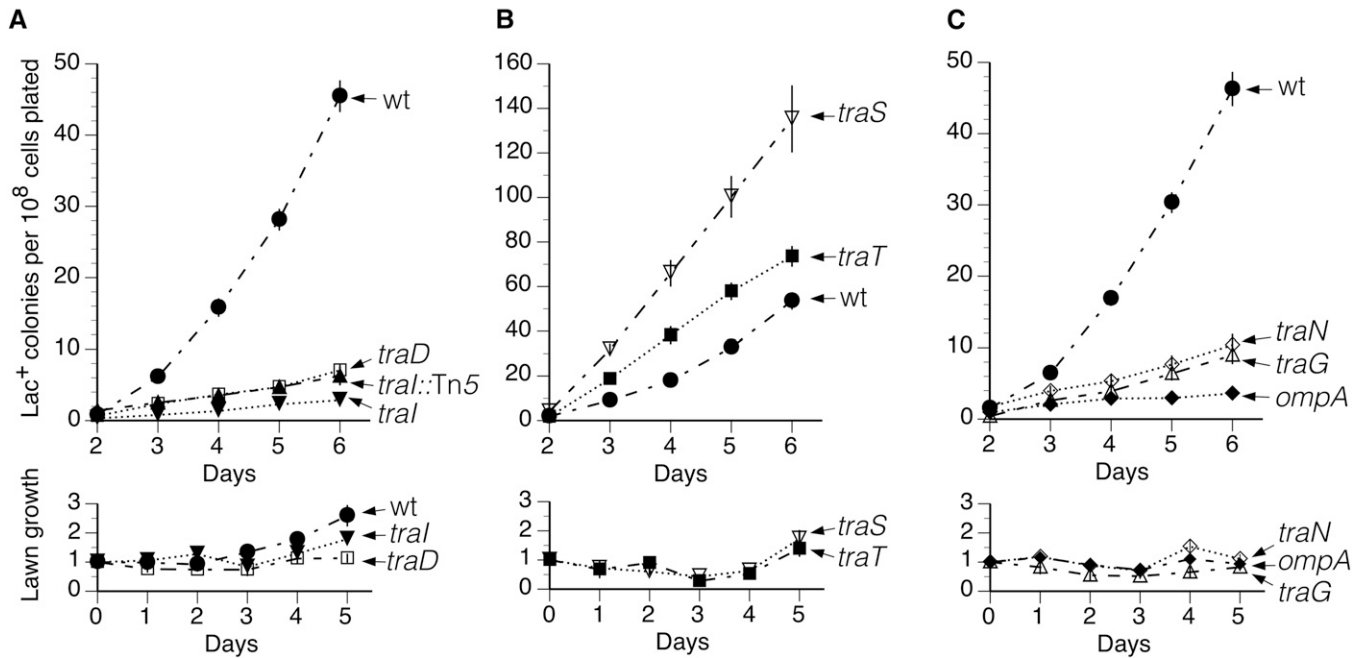 A
Lac+ colonies per 10⁸ cells plated
50
40
30
20
10
0
2 3 4 5 6
Days
wt
traD
traI::Tn5
traI
Lawn growth
3
2
1
0
0 1 2 3 4 5
Days
wt
traI
traD
B
160
140
120
100
80
60
40
20
0
2 3 4 5 6
Days
traS
traT
wt
3
2
1
0
0 1 2 3 4 5
Days
traS
traT
C
50
40
30
20
10
0
2 3 4 5 6
Days
wt
traN
traG
ompA
3
2
1
0
0 1 2 3 4 5
Days
traN
ompA
traG